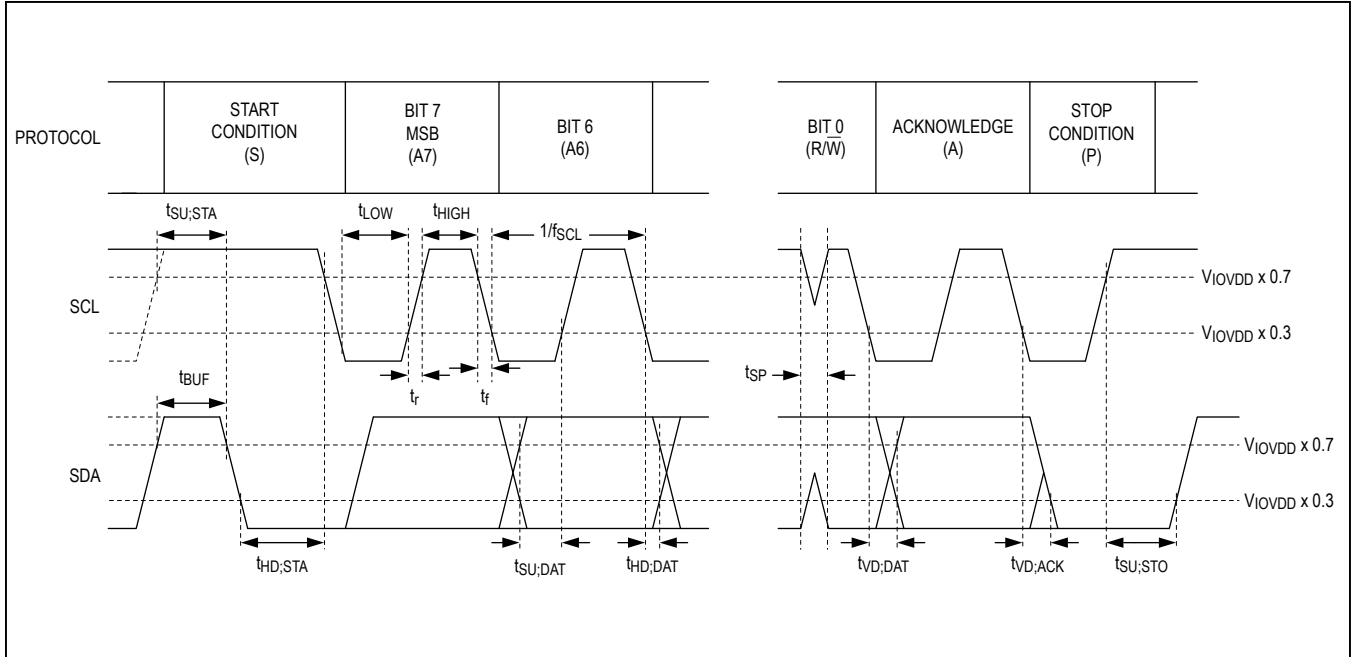 PROTOCOL
START
CONDITION
(S)
BIT 7
MSB
(A7)
BIT 6
(A6)
BIT 0
(R/W̅)
ACKNOWLEDGE
(A)
STOP
CONDITION
(P)
tSU;STA
tLOW
tHIGH
1/fSCL
SCL
VIOVDD x 0.7
VIOVDD x 0.3
tBUF
tr
tf
tSP
SDA
VIOVDD x 0.7
VIOVDD x 0.3
tHD;STA
tSU;DAT
tHD;DAT
tVD;DAT
tVD;ACK
tSU;STO